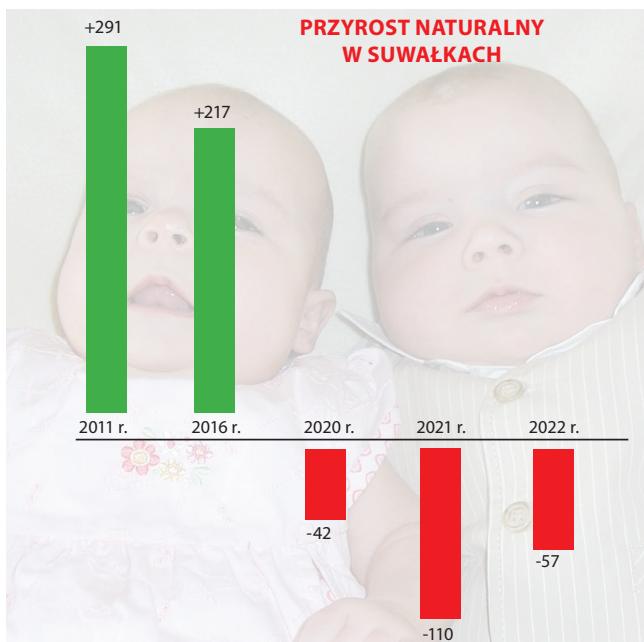 PRZYROST NATURALNY
W SUWAŁKACH
+291
+217
2011 r.
2016 r.
2020 r.
2021 r.
2022 r.
-42
-110
-57